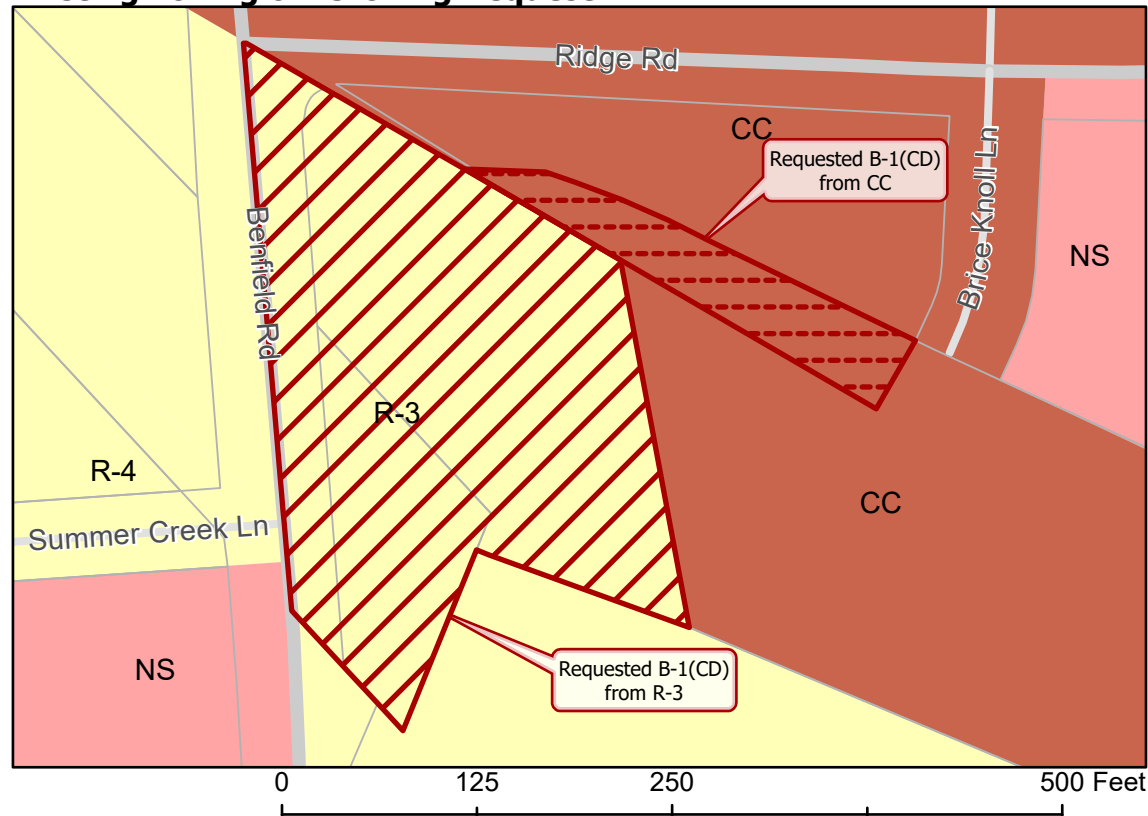 Ridge Rd
CC
Requested B-1(CD)
from CC
Brice Knoll Ln
NS
Benfield Rd
R-3
R-4
CC
Summer Creek Ln
NS
Requested B-1(CD)
from R-3
0 125 250 500 Feet